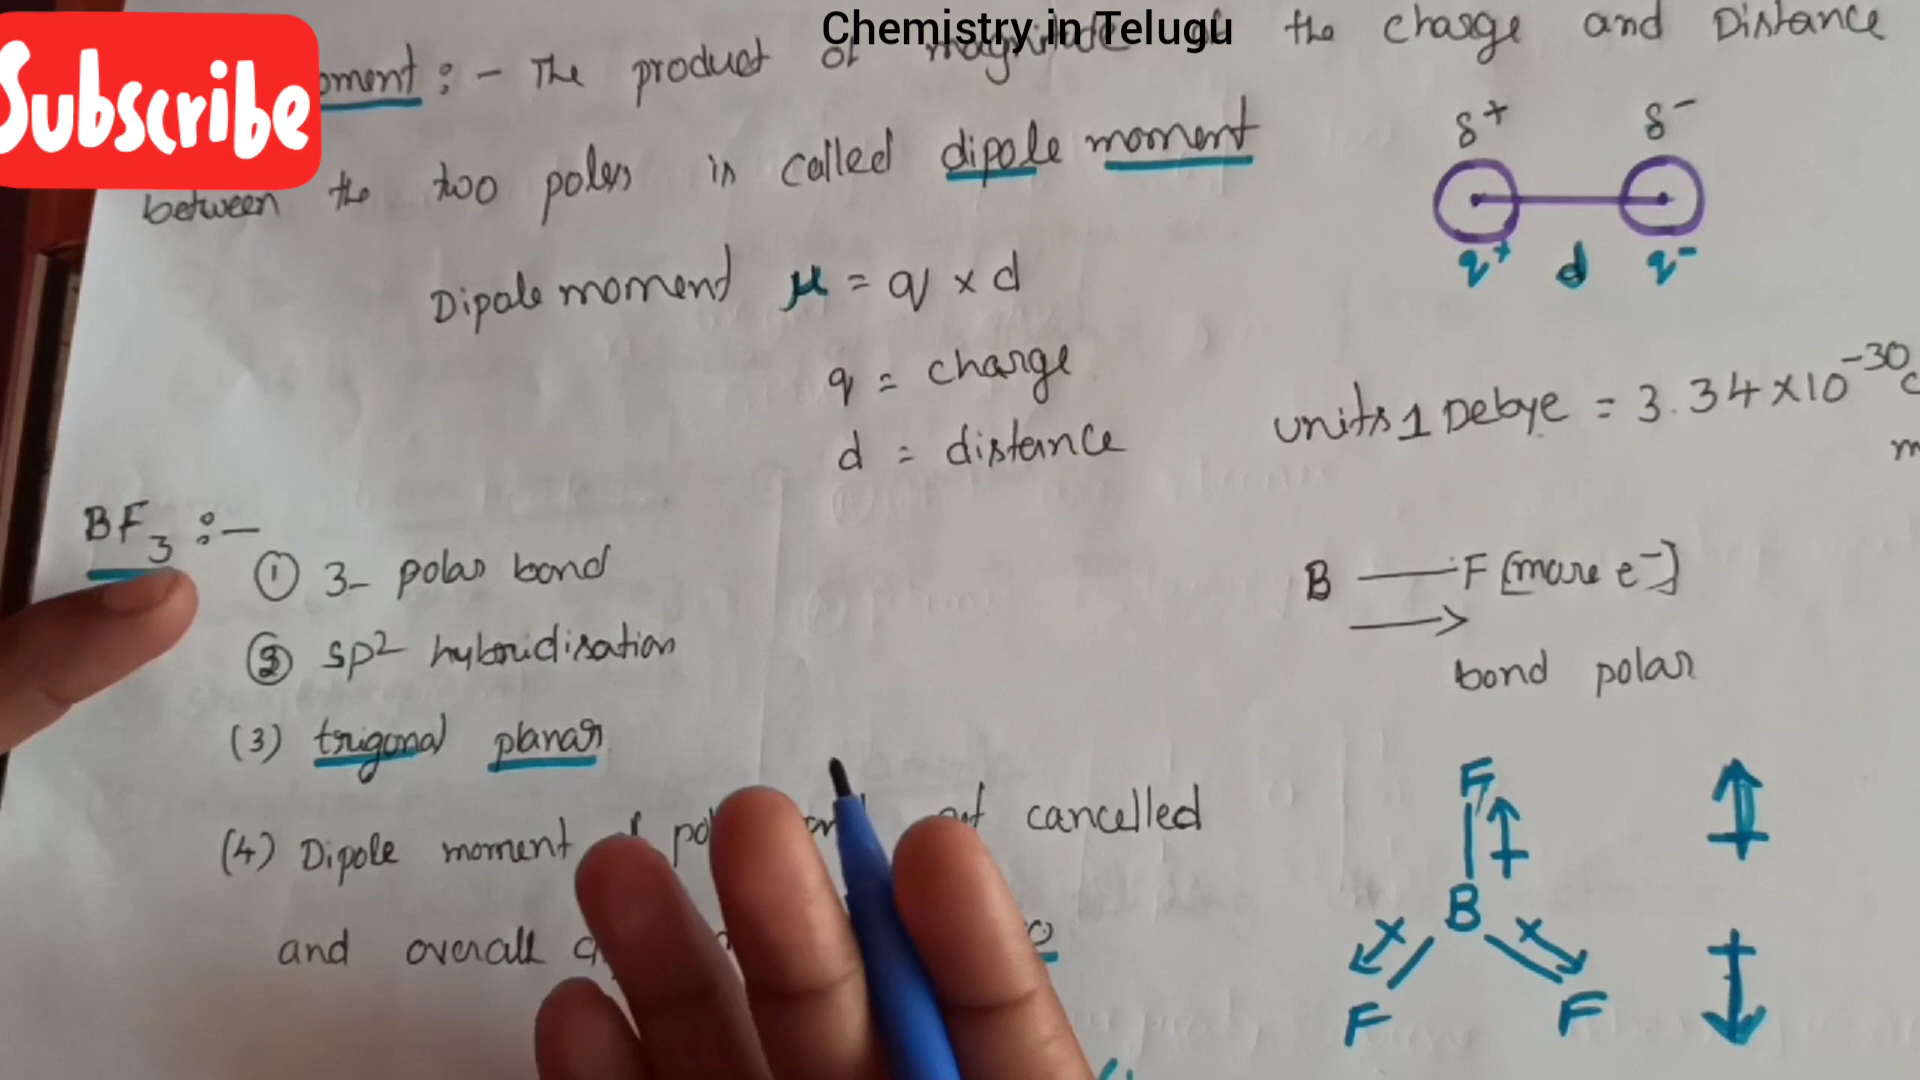 Chemistry in Telugu
Subscribe
oment :- The product of magnitude the charge and Distance
between the two poles is called dipole moment
δ+ δ-
q+ d q-
Dipole moment μ = q x d
q = charge
d = distance
units 1 Debye = 3.34 x 10-30 c
m
BF3 :-
① 3- polar bond
② sp2 hybridisation
(3) trigonal planar
B — F [more e-]
bond polar
(4) Dipole moment cancelled
and overall
F
B
F F